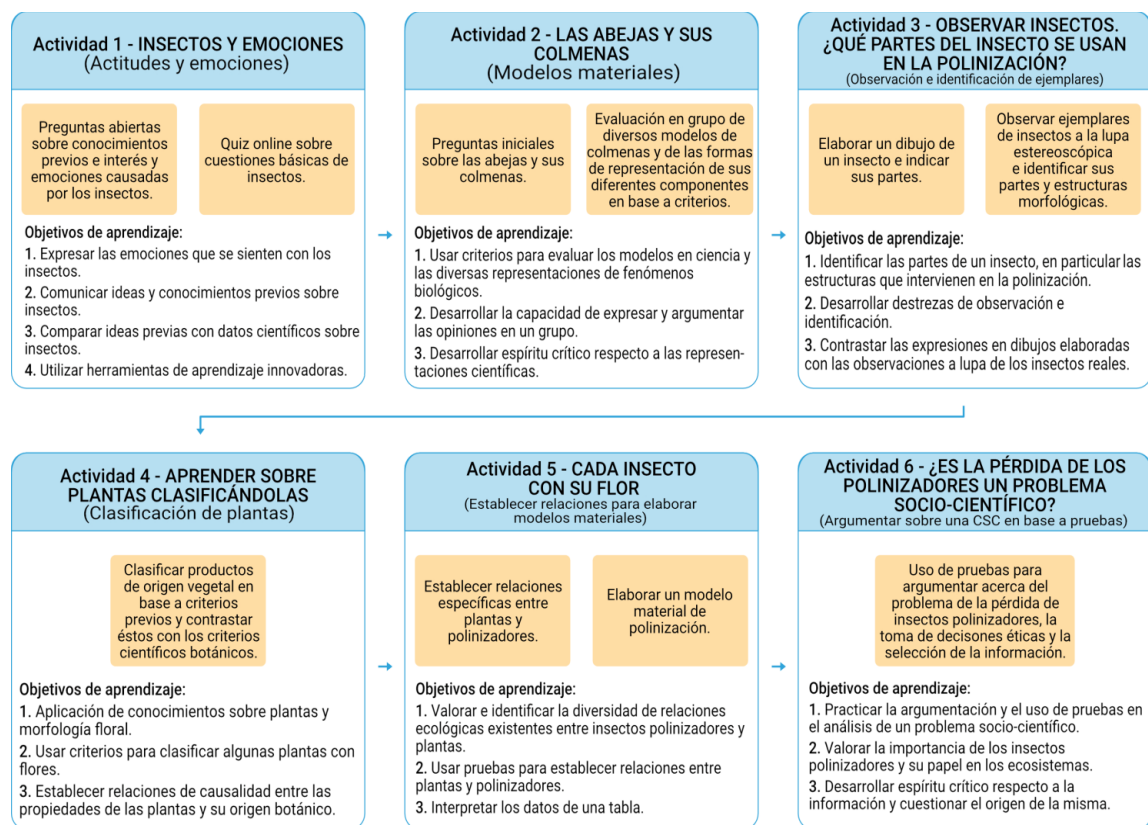 Actividad 1 - INSECTOS Y EMOCIONES
(Actitudes y emociones)
Preguntas abiertas
sobre conocimientos
previos e interés y
emociones causadas
por los insectos.
Quiz online sobre
cuestiones básicas de
insectos.
Objetivos de aprendizaje:
1. Expresar las emociones que se sienten con los
insectos.
2. Comunicar ideas y conocimientos previos sobre
insectos.
3. Comparar ideas previas con datos científicos sobre
insectos.
4. Utilizar herramientas de aprendizaje innovadoras.
Actividad 2 - LAS ABEJAS Y SUS
COLMENAS
(Modelos materiales)
Preguntas iniciales
sobre las abejas y sus
colmenas.
Evaluación en grupo de
diversos modelos de
colmenas y de las formas
de representación de sus
diferentes componentes
en base a criterios.
Objetivos de aprendizaje:
1. Usar criterios para evaluar los modelos en ciencia y
las diversas representaciones de fenómenos
biológicos.
2. Desarrollar la capacidad de expresar y argumentar
las opiniones en un grupo.
3. Desarrollar espíritu crítico respecto a las represen-
taciones científicas.
Actividad 3 - OBSERVAR INSECTOS.
¿QUÉ PARTES DEL INSECTO SE USAN
EN LA POLINIZACIÓN?
(Observación e identificación de ejemplares)
Elaborar un dibujo de
un insecto e indicar
sus partes.
Observar ejemplares
de insectos a la lupa
estereoscópica
e identificar sus
partes y estructuras
morfológicas.
Objetivos de aprendizaje:
1. Identificar las partes de un insecto, en particular las
estructuras que intervienen en la polinización.
2. Desarrollar destrezas de observación e
identificación.
3. Contrastar las expresiones en dibujos elaboradas
con las observaciones a lupa de los insectos reales.
Actividad 4 - APRENDER SOBRE
PLANTAS CLASIFICÁNDOLAS
(Clasificación de plantas)
Clasificar productos
de origen vegetal en
base a criterios
previos y contrastar
éstos con los criterios
científicos botánicos.
Objetivos de aprendizaje:
1. Aplicación de conocimientos sobre plantas y
morfología floral.
2. Usar criterios para clasificar algunas plantas con
flores.
3. Establecer relaciones de causalidad entre las
propiedades de las plantas y su origen botánico.
Actividad 5 - CADA INSECTO
CON SU FLOR
(Establecer relaciones para elaborar
modelos materiales)
Establecer relaciones
específicas entre
plantas y
polinizadores.
Elaborar un modelo
material de
polinización.
Objetivos de aprendizaje:
1. Valorar e identificar la diversidad de relaciones
ecológicas existentes entre insectos polinizadores y
plantas.
2. Usar pruebas para establecer relaciones entre
plantas y polinizadores.
3. Interpretar los datos de una tabla.
Actividad 6 - ¿ES LA PÉRDIDA DE LOS
POLINIZADORES UN PROBLEMA
SOCIO-CIENTÍFICO?
(Argumentar sobre una CSC en base a pruebas)
Uso de pruebas para
argumentar acerca del
problema de la pérdida de
insectos polinizadores, la
toma de decisiones éticas y la
selección de la información.
Objetivos de aprendizaje:
1. Practicar la argumentación y el uso de pruebas en
el análisis de un problema socio-científico.
2. Valorar la importancia de los insectos
polinizadores y su papel en los ecosistemas.
3. Desarrollar espíritu crítico respecto a la
información y cuestionar el origen de la misma.